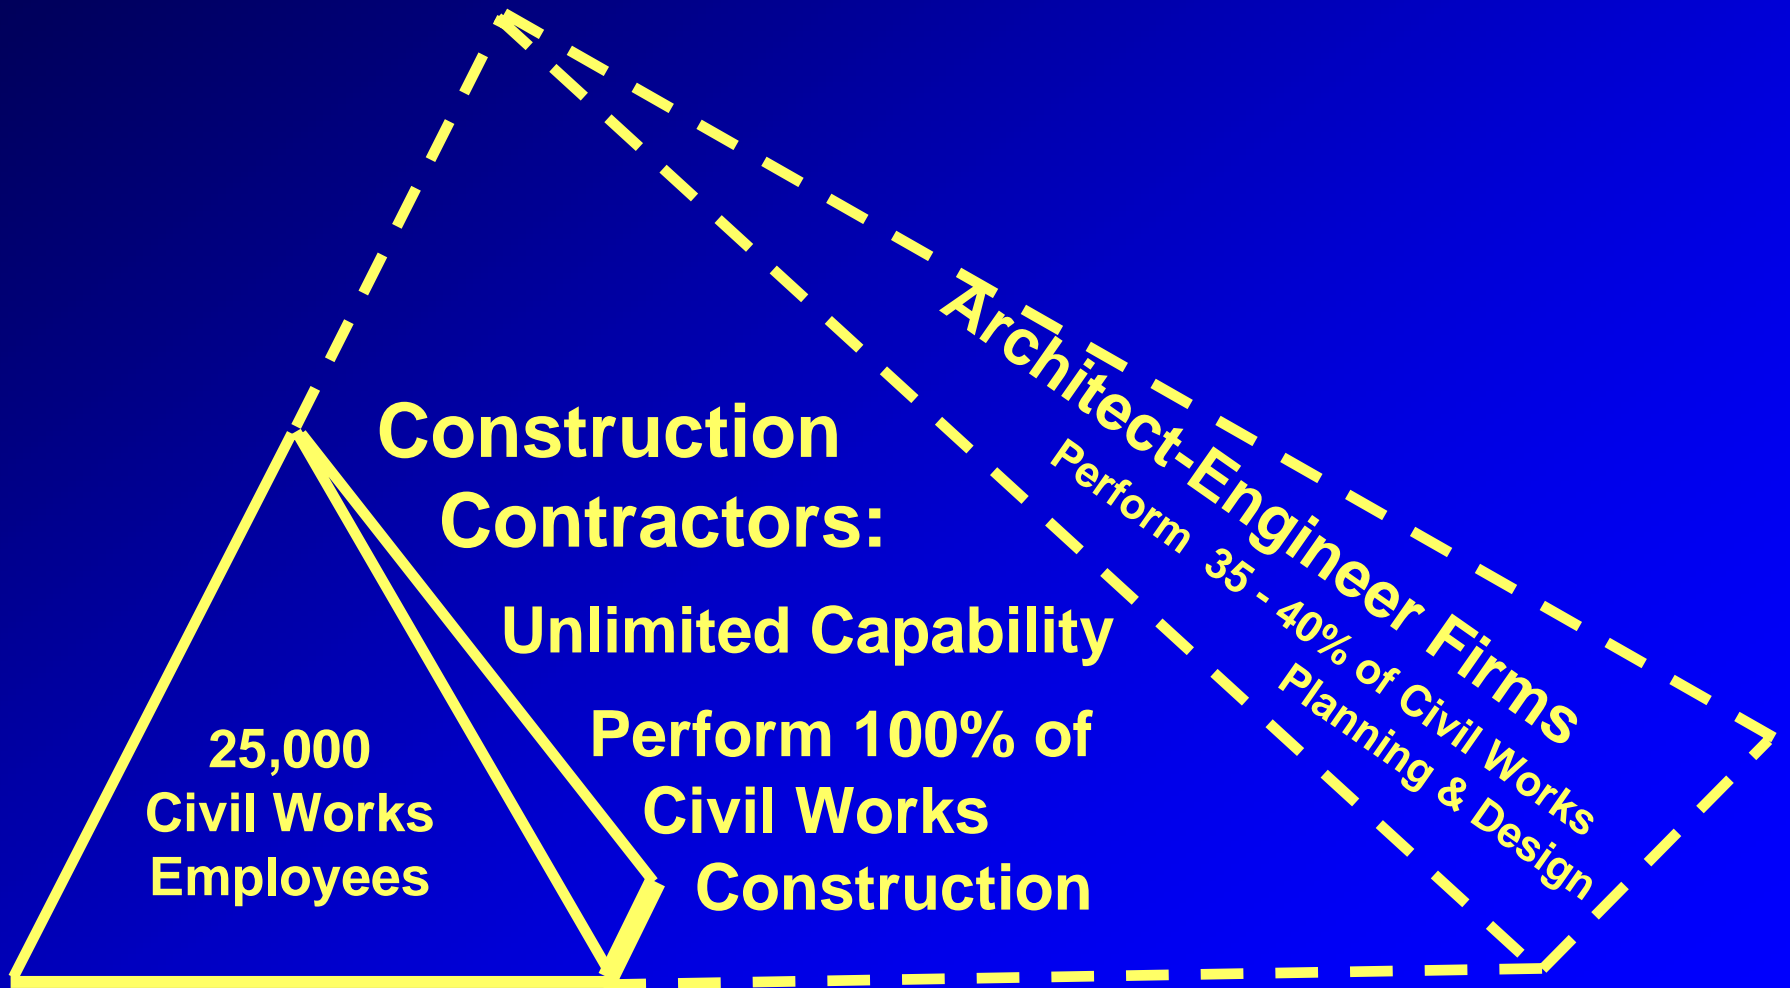 Construction
Contractors:
Unlimited Capability
Perform 100% of
Civil Works
Construction
25,000
Civil Works
Employees
Architect-Engineer Firms
Perform 35 - 40% of Civil Works
Planning & Design